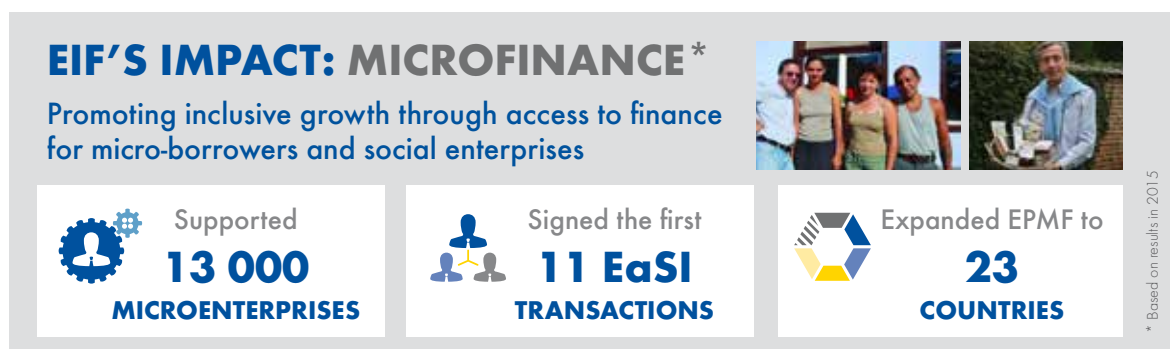 EIF'S IMPACT: MICROFINANCE*
Promoting inclusive growth through access to finance
for micro-borrowers and social enterprises
Supported
13 000
MICROENTERPRISES
Signed the first
11 EaSI
TRANSACTIONS
Expanded EPMF to
23
COUNTRIES
* Based on results in 2015